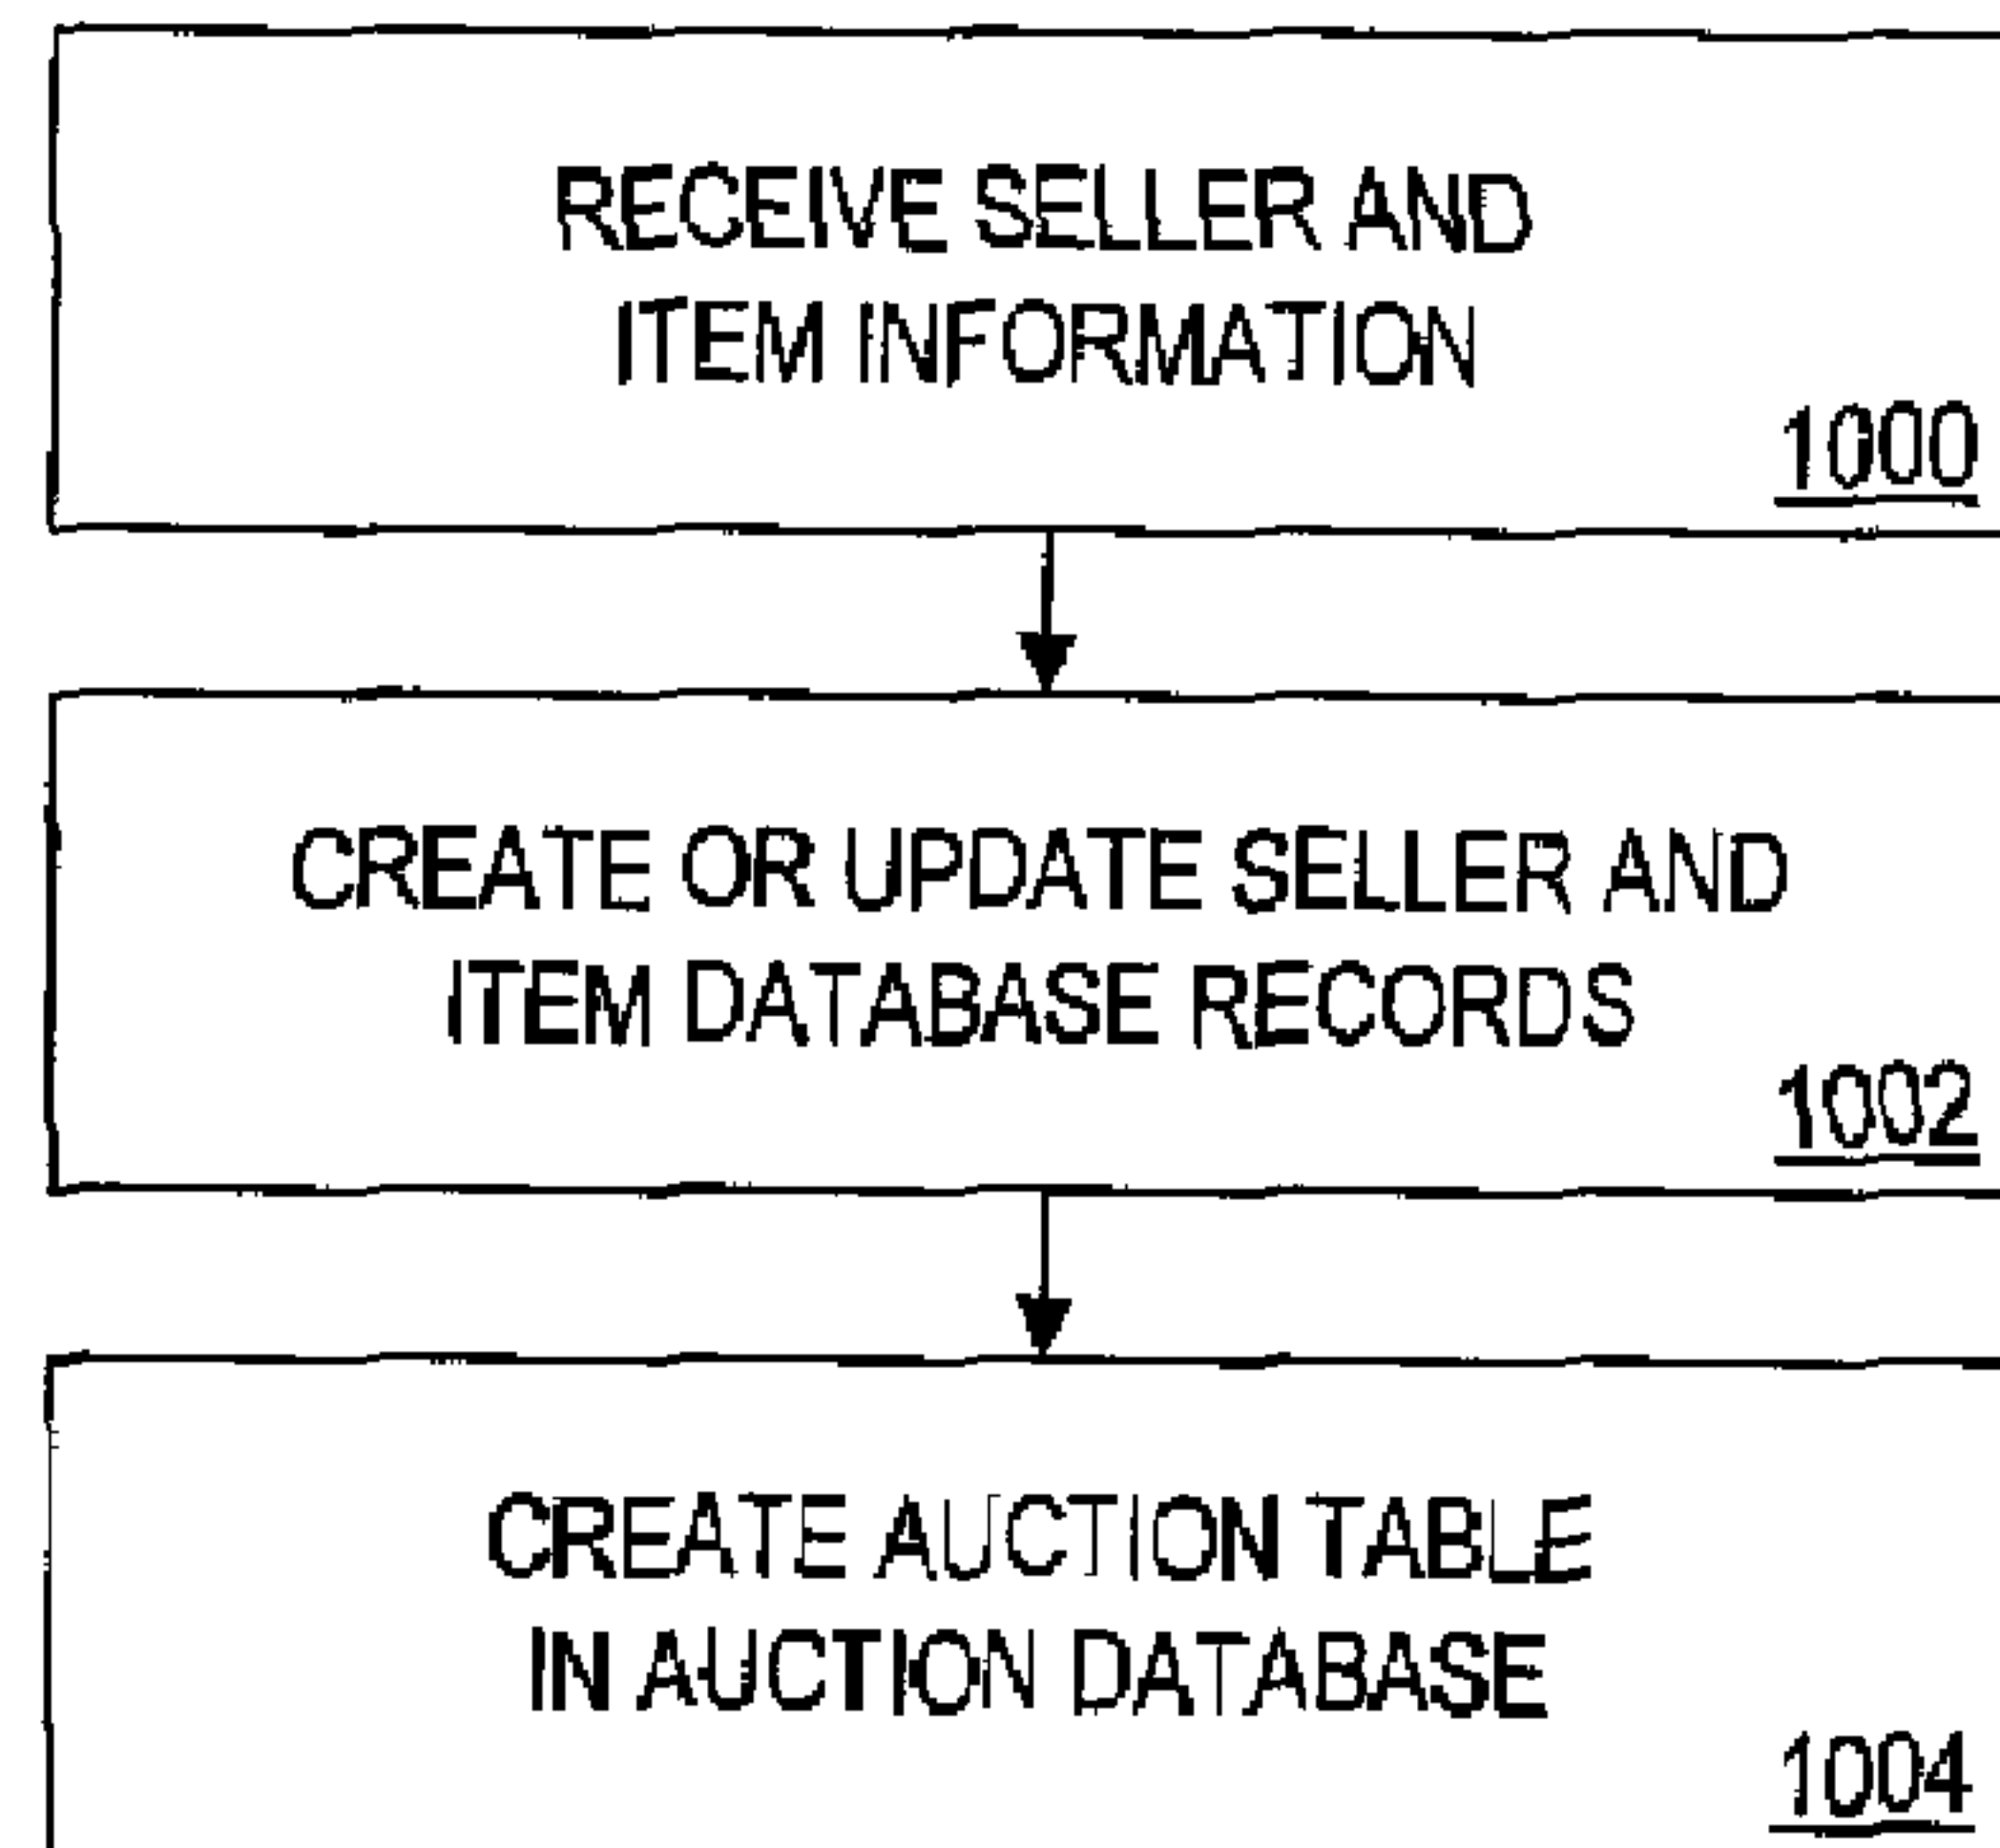 RECEIVE SELLER AND
ITEM INFORMATION
1000
CREATE OR UPDATE SELLER AND
ITEM DATABASE RECORDS
1002
CREATE AUCTION TABLE
IN AUCTION DATABASE
1004